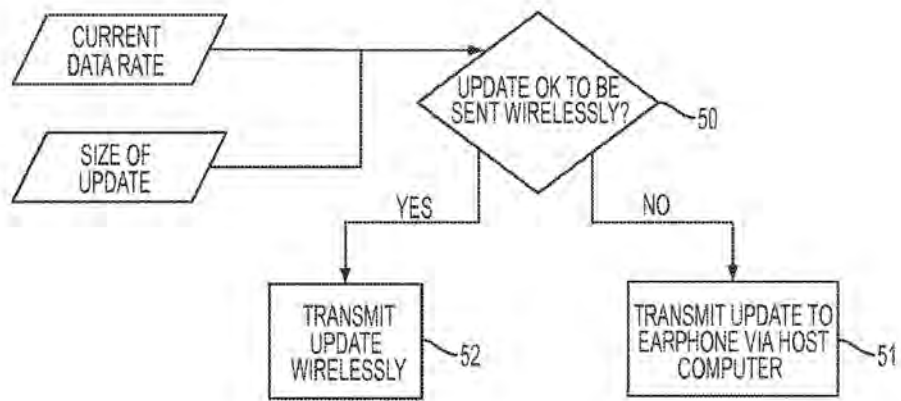 CURRENT
DATA RATE
SIZE OF
UPDATE
UPDATE OK TO BE
SENT WIRELESSLY?
50
YES
NO
TRANSMIT
UPDATE
WIRELESSLY
52
TRANSMIT UPDATE TO
EARPHONE VIA HOST
COMPUTER
51